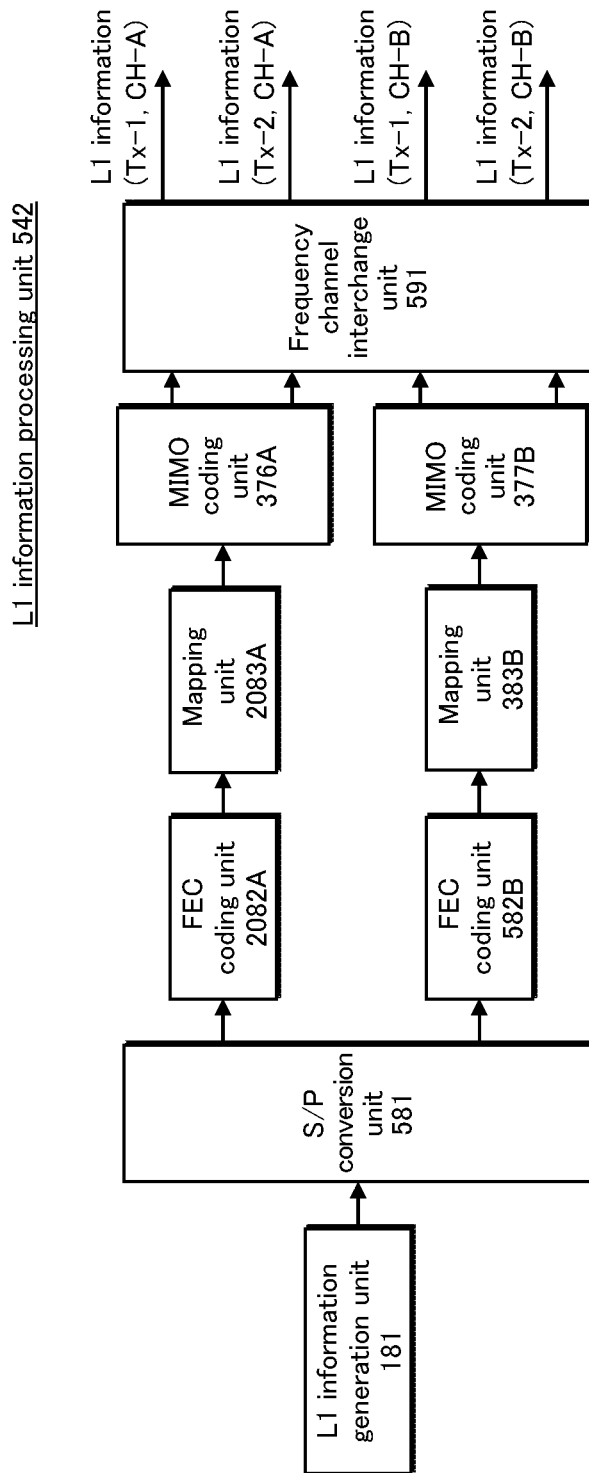 L1 information processing unit 542
L1 information
generation unit
181
S/P
conversion
unit
581
FEC
coding unit
2082A
Mapping
unit
2083A
MIMO
coding
unit
376A
FEC
coding unit
582B
Mapping
unit
383B
MIMO
coding
unit
377B
Frequency
channel
interchange
unit
591
L1 information
(Tx-1, CH-A)
L1 information
(Tx-2, CH-A)
L1 information
(Tx-1, CH-B)
L1 information
(Tx-2, CH-B)